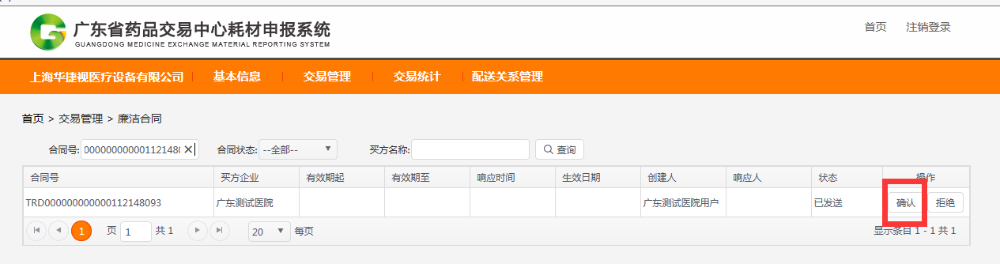 广东省药品交易中心耗材申报系统
GUANGDONG MEDICINE EXCHANGE MATERIAL REPORTING SYSTEM
首页 注销登录
上海华捷视医疗设备有限公司 基本信息 交易管理 交易统计 配送关系管理
首页 > 交易管理 > 廉洁合同
合同号: 000000000001121480 合同状态: --全部-- 买方名称: 查询
合同号 买方企业 有效期起 有效期至 响应时间 生效日期 创建人 响应人 状态 操作
TRD000000000000112148093 广东测试医院 广东测试医院用户 已发送 确认 拒绝
1 页 1 共 1 20 每页 显示条目 1 - 1 共 1